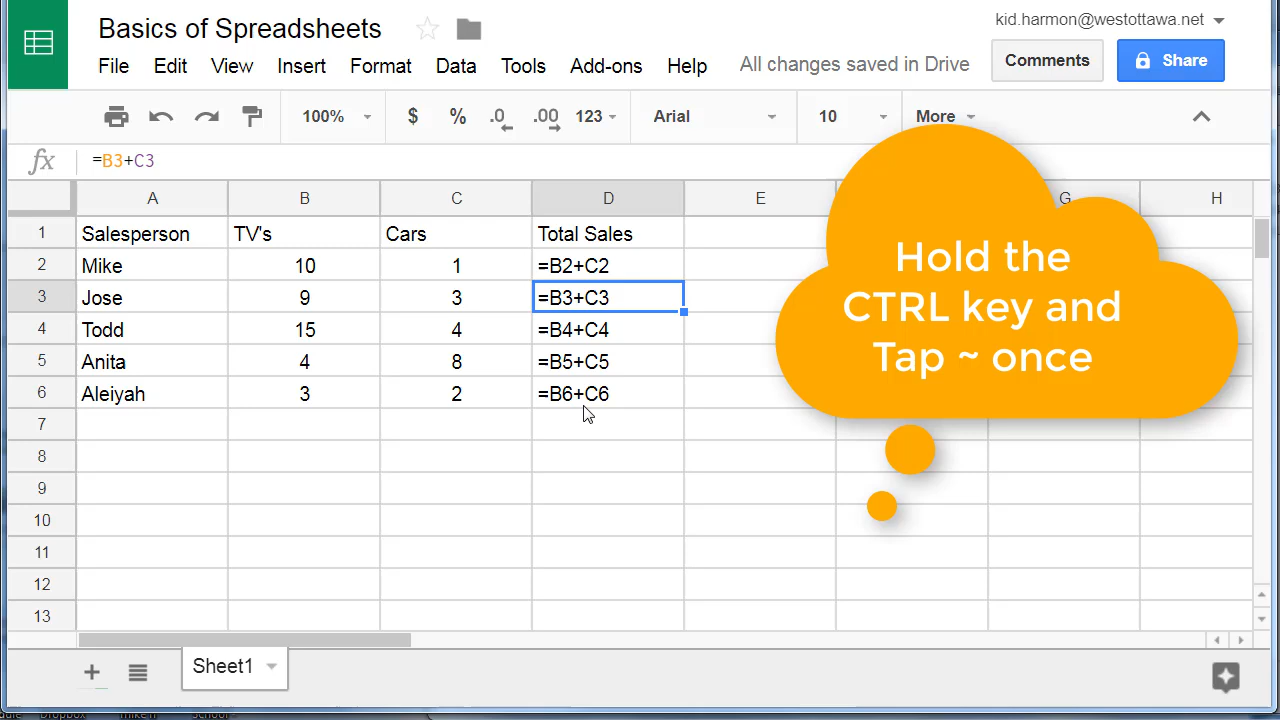 Basics of Spreadsheets
kid.harmon@westottawa.net
File Edit View Insert Format Data Tools Add-ons Help All changes saved in Drive
Comments
Share
100% $ % .0 .00 123 Arial 10 More
fx =B3+C3
A B C D E G H
1 Salesperson TV's Cars Total Sales
2 Mike 10 1 =B2+C2
3 Jose 9 3 =B3+C3
4 Todd 15 4 =B4+C4
5 Anita 4 8 =B5+C5
6 Aleiyah 3 2 =B6+C6
7
8
9
10
11
12
13
Hold the
CTRL key and
Tap ~ once
Sheet1
Dropbox